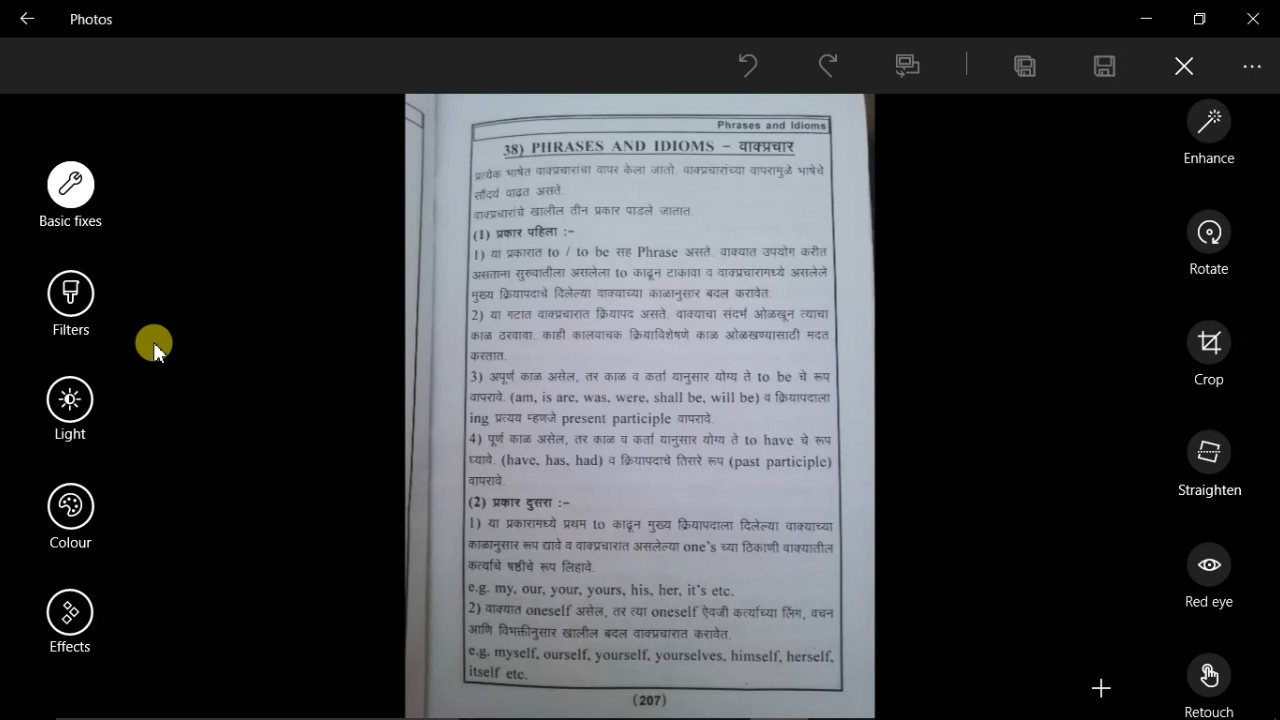 Photos
Basic fixes
Filters
Light
Colour
Effects
Phrases and Idioms
38) PHRASES AND IDIOMS – वाक्प्रचार
प्रत्येक भाषेत वाक्प्रचारांचा वापर केला जातो. वाक्प्रचारांच्या वापरामुळे भाषेचे
सौंदर्य वाढत असते.
वाक्प्रचारांचे खालील तीन प्रकार पाडले जातात.
(1) प्रकार पहिला :-
1) या प्रकारात to / to be सह Phrase असते. वाक्यात उपयोग करीत
असताना सुरुवातीला असलेला to काढून टाकावा व वाक्प्रचारामध्ये असलेले
मुख्य क्रियापदाचे दिलेल्या वाक्याच्या काळानुसार बदल करावेत.
2) या गटात वाक्प्रचारात क्रियापद असते. वाक्याचा संदर्भ ओळखून त्याचा
काळ ठरवावा. काही कालवाचक क्रियाविशेषणे काळ ओळखण्यासाठी मदत
करतात.
3) अपूर्ण काळ असेल, तर काळ व कर्ता यानुसार योग्य ते to be चे रूप
वापरावे. (am, is are, was, were, shall be, will be) व क्रियापदाला
ing प्रत्यय म्हणजे present participle वापरावे.
4) पूर्ण काळ असेल, तर काळ व कर्ता यानुसार योग्य ते to have चे रूप
घ्यावे. (have, has, had) व क्रियापदाचे तिसरे रूप (past participle)
वापरावे.
(2) प्रकार दुसरा :-
1) या प्रकारामध्ये प्रथम to काढून मुख्य क्रियापदाला दिलेल्या वाक्याच्या
काळानुसार रूप द्यावे व वाक्प्रचारात असलेल्या one's च्या ठिकाणी वाक्यातील
कर्त्याचे षष्ठीचे रूप लिहावे.
e.g. my, our, your, yours, his, her, it's etc.
2) वाक्यात oneself असेल, तर त्या oneself ऐवजी कर्त्याच्या लिंग, वचन
आणि विभक्तीनुसार खालील बदल वाक्प्रचारात करावेत.
e.g. myself, ourself, yourself, yourselves, himself, herself,
itself etc.
(207)
Enhance
Rotate
Crop
Straighten
Red eye
Retouch